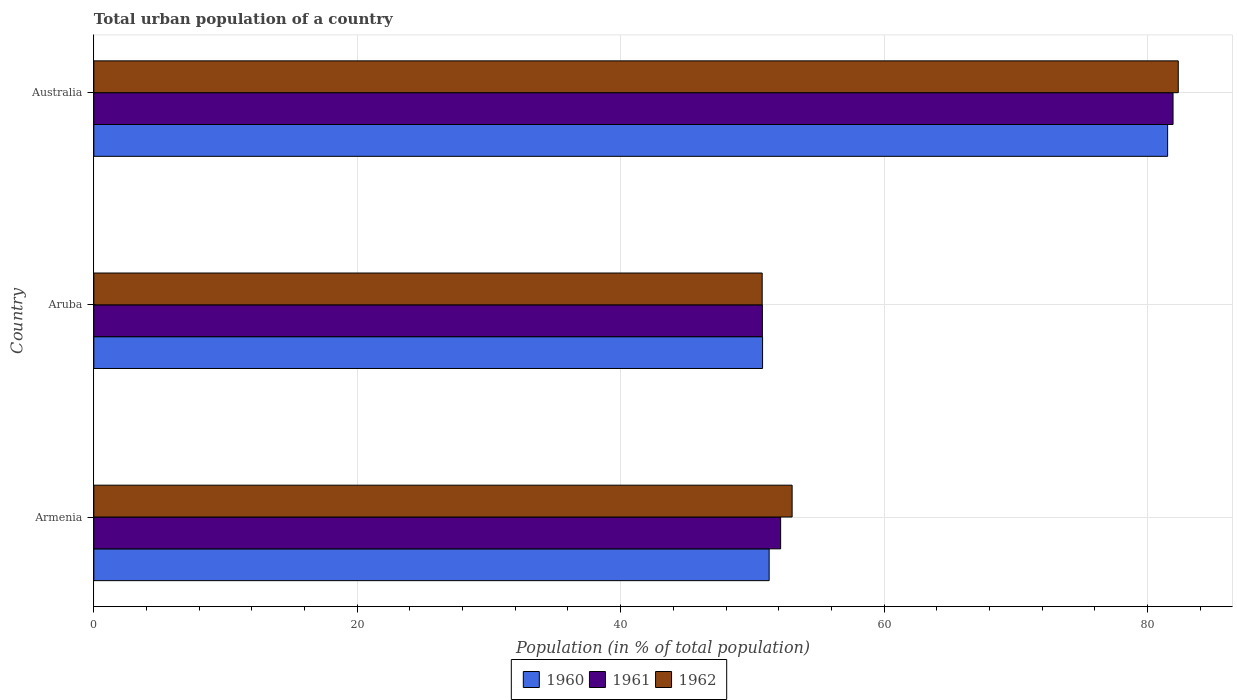 Total urban population of a country
Country
Australia
Aruba
Armenia
0
20
40
60
80
Population (in % of total population)
1960
1961
1962